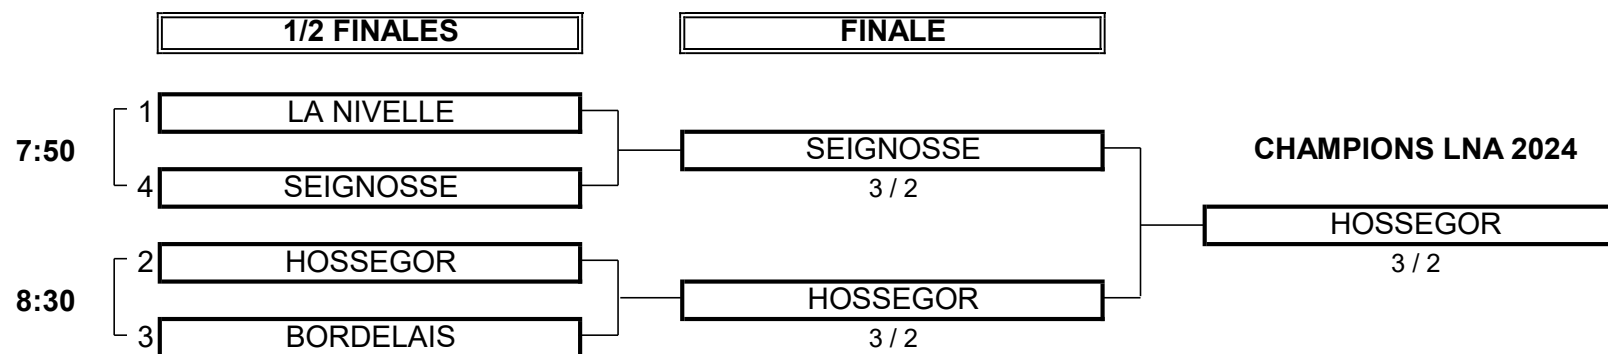 1/2 FINALES
FINALE
1 LA NIVELLE
7:50
SEIGNOSSE
CHAMPIONS LNA 2024
4 SEIGNOSSE
3 / 2
HOSSEGOR
2 HOSSEGOR
3 / 2
8:30
HOSSEGOR
3 BORDELAIS
3 / 2